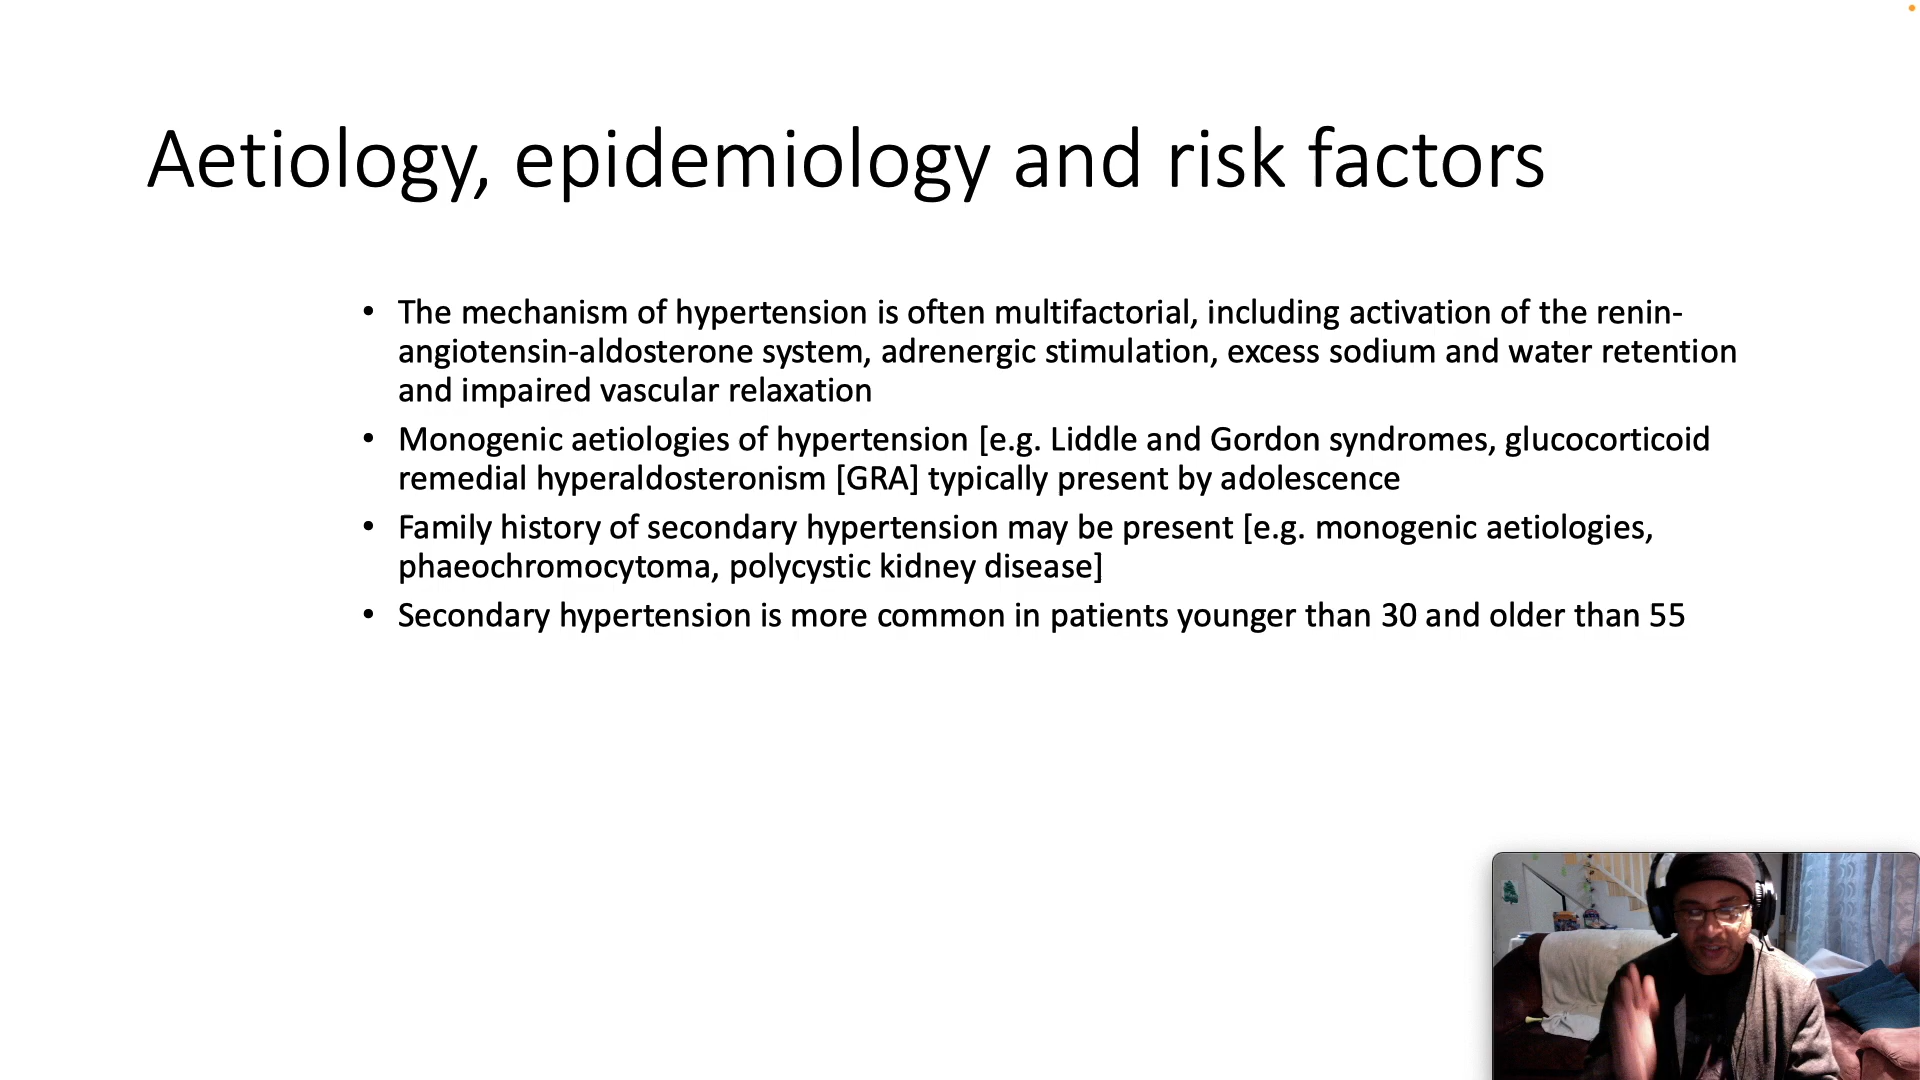 Aetiology, epidemiology and risk factors
• The mechanism of hypertension is often multifactorial, including activation of the renin-
angiotensin-aldosterone system, adrenergic stimulation, excess sodium and water retention
and impaired vascular relaxation
• Monogenic aetiologies of hypertension [e.g. Liddle and Gordon syndromes, glucocorticoid
remedial hyperaldosteronism [GRA] typically present by adolescence
• Family history of secondary hypertension may be present [e.g. monogenic aetiologies,
phaeochromocytoma, polycystic kidney disease]
• Secondary hypertension is more common in patients younger than 30 and older than 55